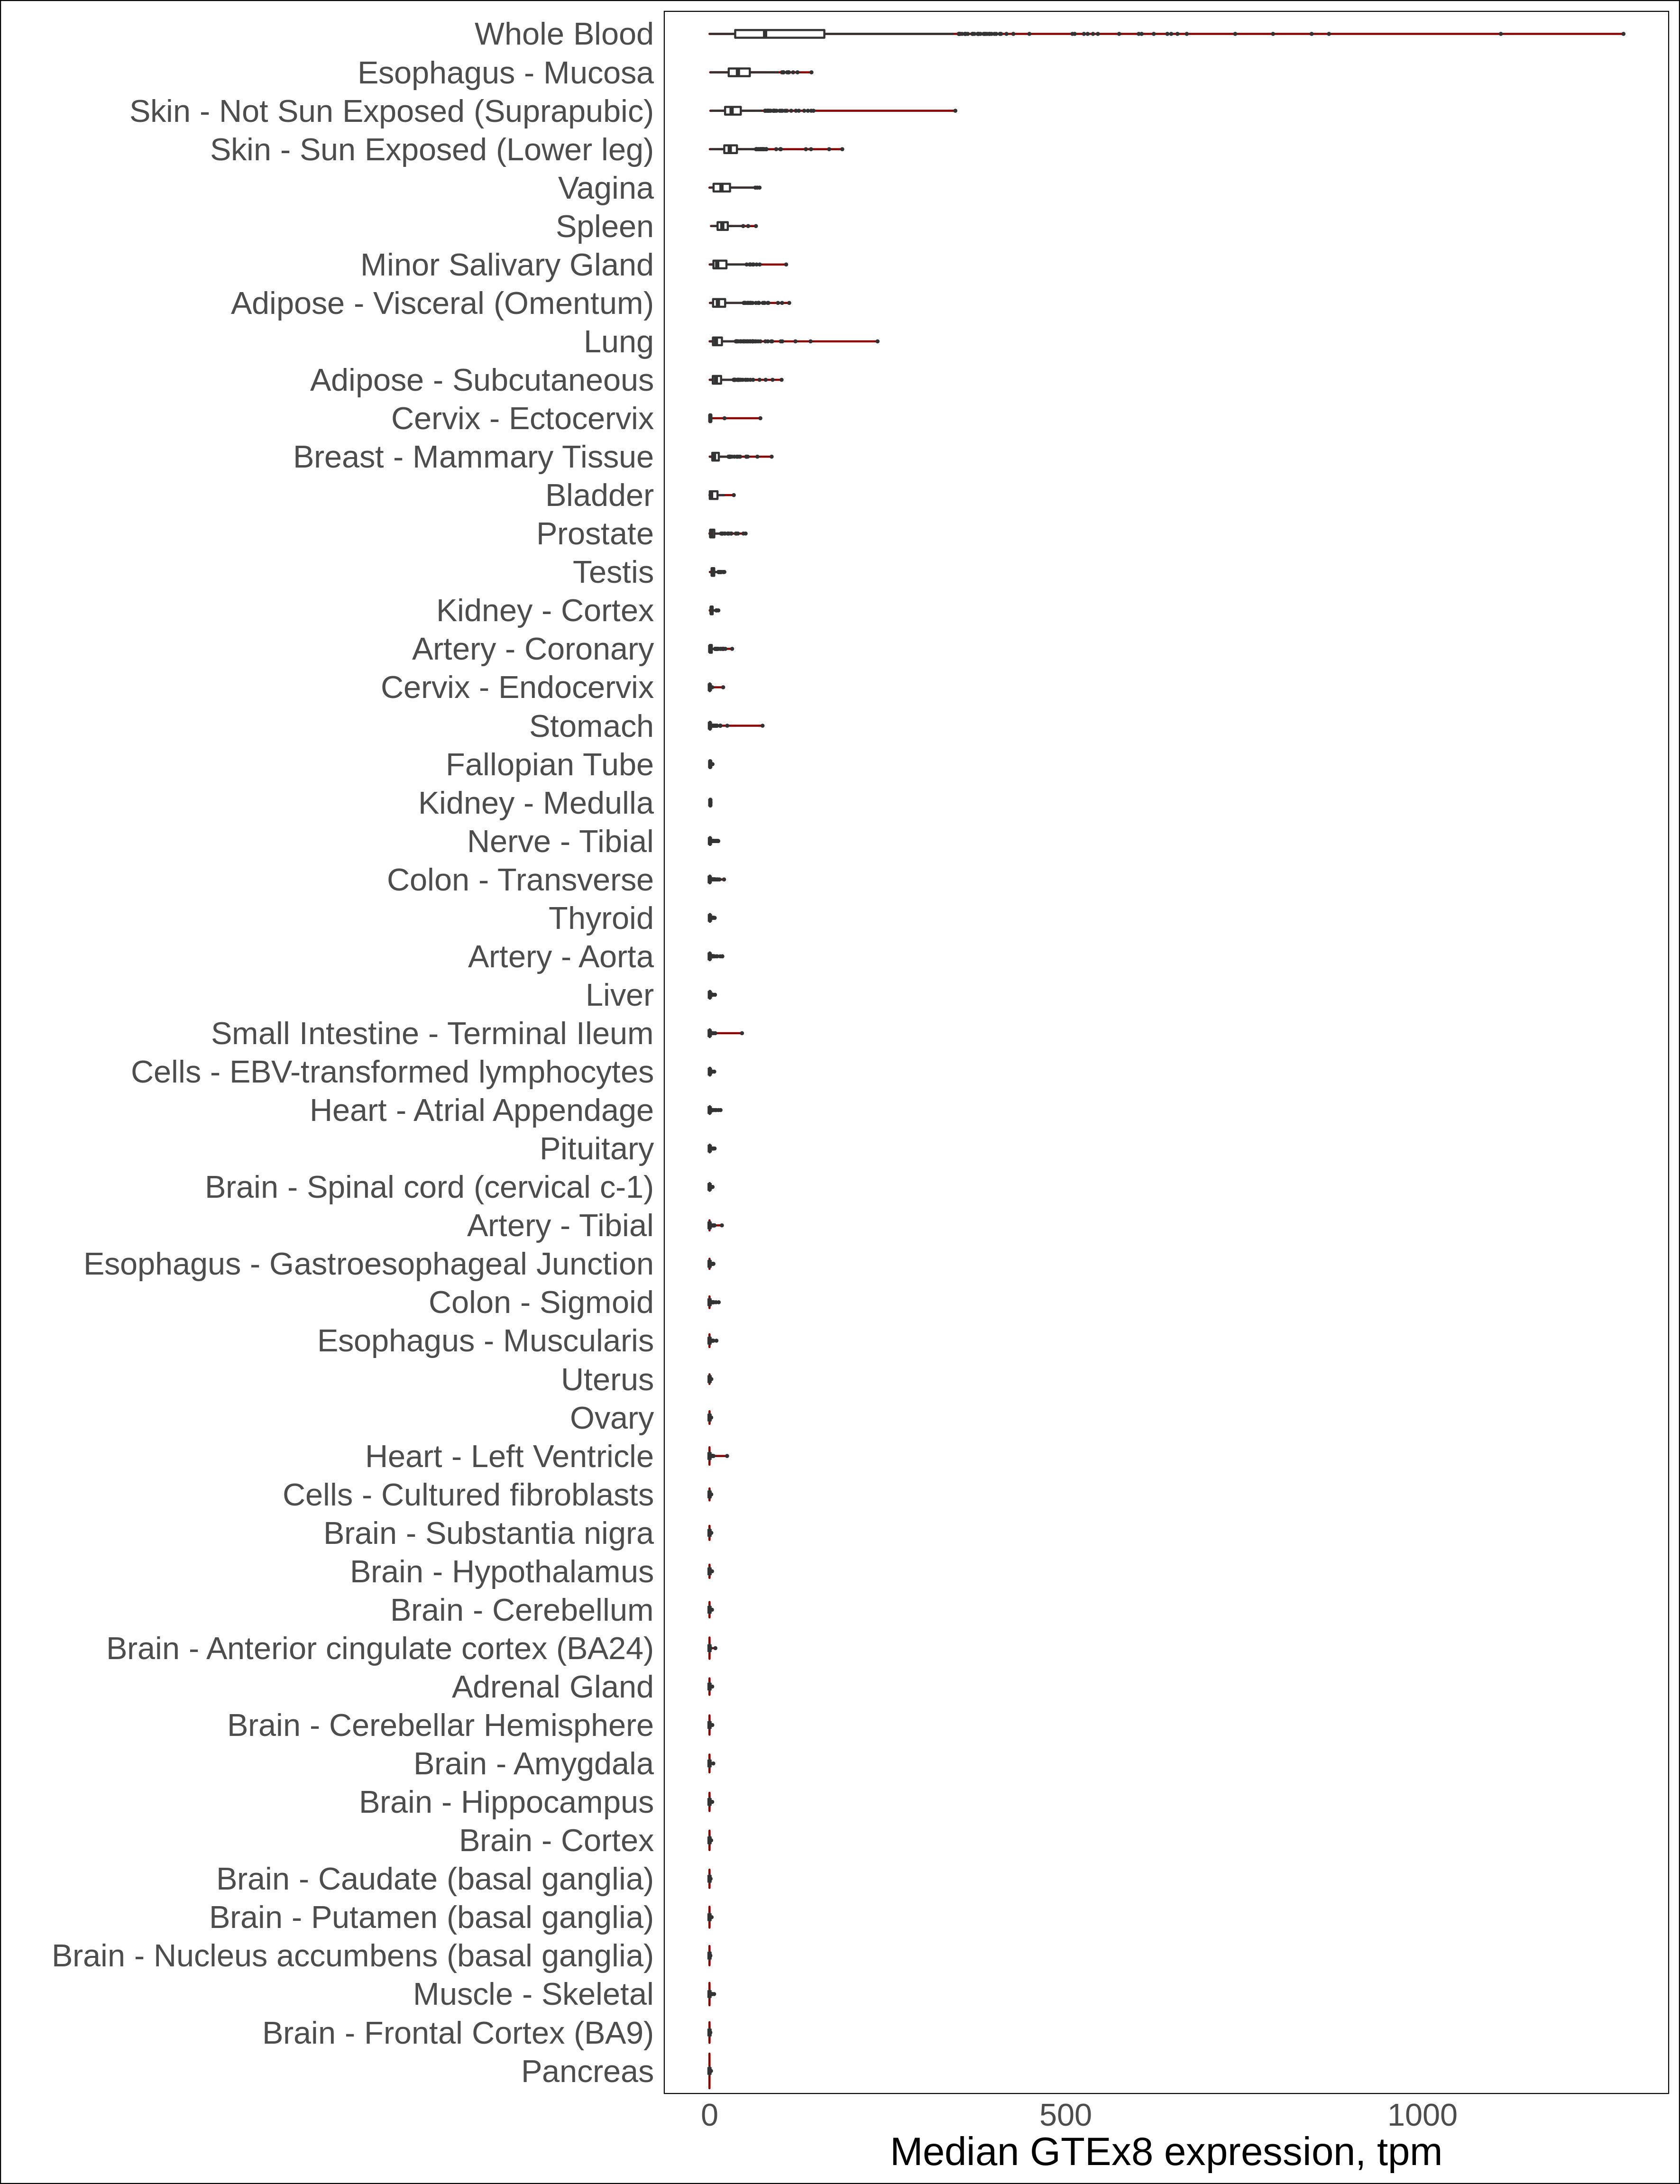 Whole Blood
Esophagus - Mucosa
Skin - Not Sun Exposed (Suprapubic)
Skin - Sun Exposed (Lower leg)
Vagina
Spleen
Minor Salivary Gland
Adipose - Visceral (Omentum)
Lung
Adipose - Subcutaneous
Cervix - Ectocervix
Breast - Mammary Tissue
Bladder
Prostate
Testis
Kidney - Cortex
Artery - Coronary
Cervix - Endocervix
Stomach
Fallopian Tube
Kidney - Medulla
Nerve - Tibial
Colon - Transverse
Thyroid
Artery - Aorta
Liver
Small Intestine - Terminal Ileum
Cells - EBV-transformed lymphocytes
Heart - Atrial Appendage
Pituitary
Brain - Spinal cord (cervical c-1)
Artery - Tibial
Esophagus - Gastroesophageal Junction
Colon - Sigmoid
Esophagus - Muscularis
Uterus
Ovary
Heart - Left Ventricle
Cells - Cultured fibroblasts
Brain - Substantia nigra
Brain - Hypothalamus
Brain - Cerebellum
Brain - Anterior cingulate cortex (BA24)
Adrenal Gland
Brain - Cerebellar Hemisphere
Brain - Amygdala
Brain - Hippocampus
Brain - Cortex
Brain - Caudate (basal ganglia)
Brain - Putamen (basal ganglia)
Brain - Nucleus accumbens (basal ganglia)
Muscle - Skeletal
Brain - Frontal Cortex (BA9)
Pancreas
0 500 1000
Median GTEx8 expression, tpm